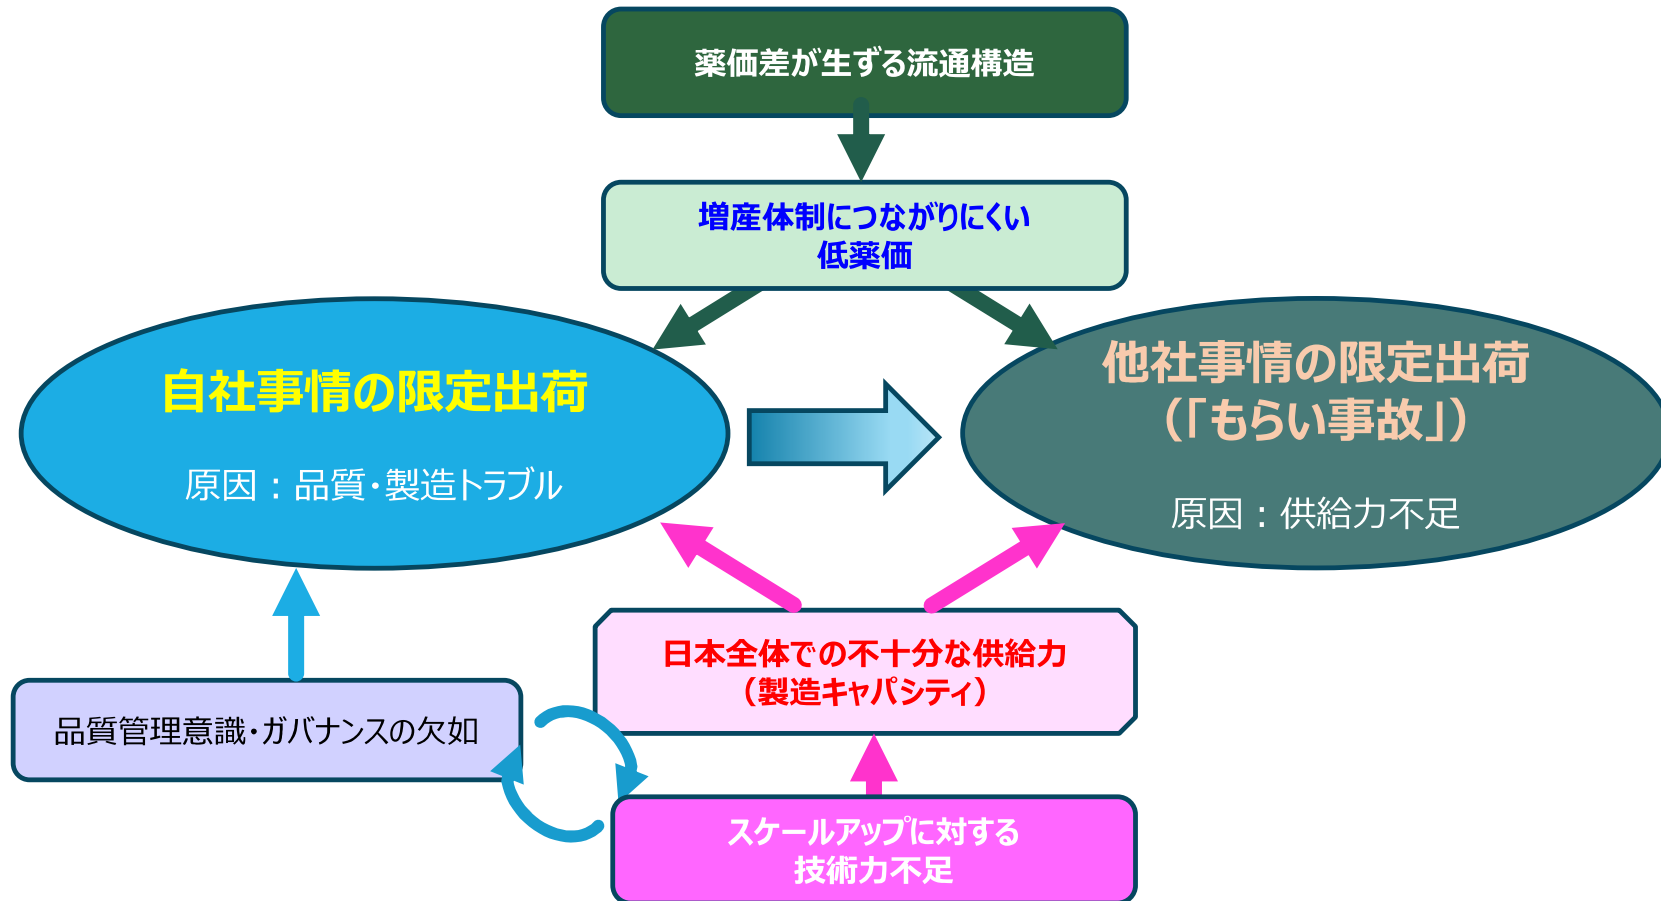 薬価差が生ずる流通構造
増産体制につながりにくい
低薬価
自社事情の限定出荷
原因：品質・製造トラブル
他社事情の限定出荷
（「もらい事故」）
原因：供給力不足
日本全体での不十分な供給力
（製造キャパシティ）
品質管理意識・ガバナンスの欠如
スケールアップに対する
技術力不足